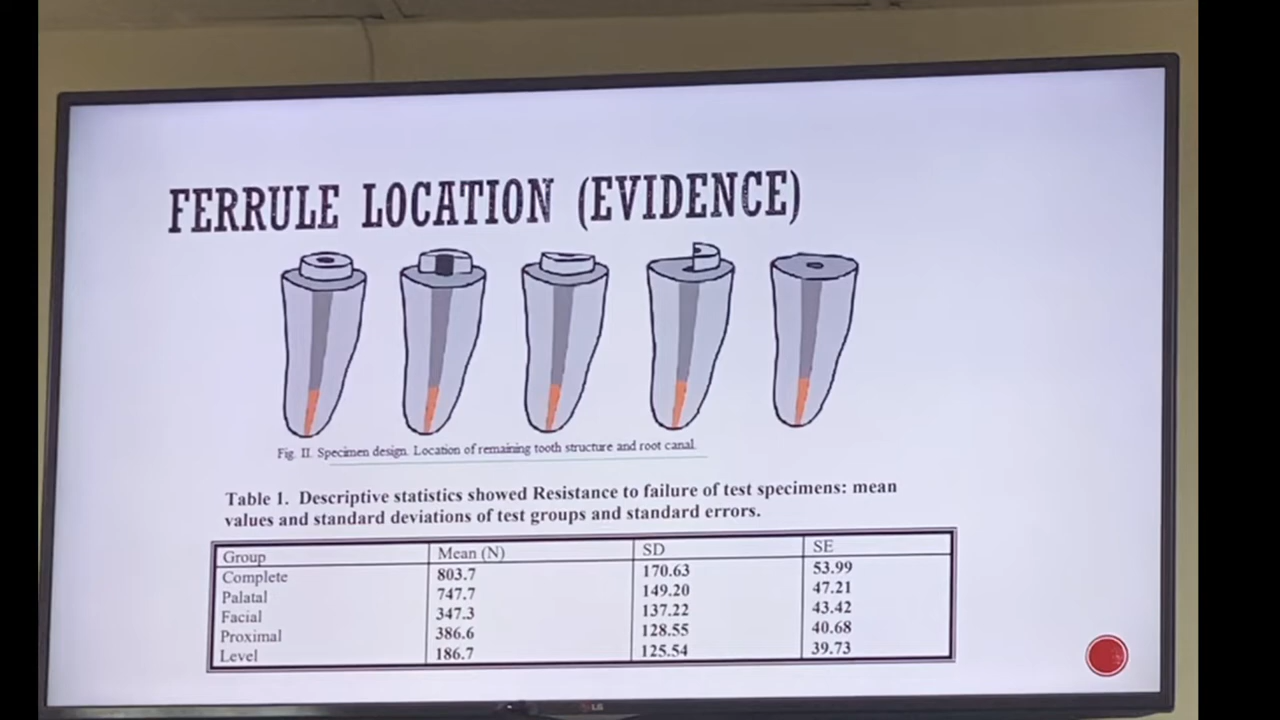 FERRULE LOCATION (EVIDENCE)
Fig. II. Specimen design. Location of remaining tooth structure and root canal.
Table 1. Descriptive statistics showed Resistance to failure of test specimens: mean
values and standard deviations of test groups and standard errors.
Group Mean (N) SD SE
Complete 803.7 170.63 53.99
Palatal 747.7 149.20 47.21
Facial 347.3 137.22 43.42
Proximal 386.6 128.55 40.68
Level 186.7 125.54 39.73
LG